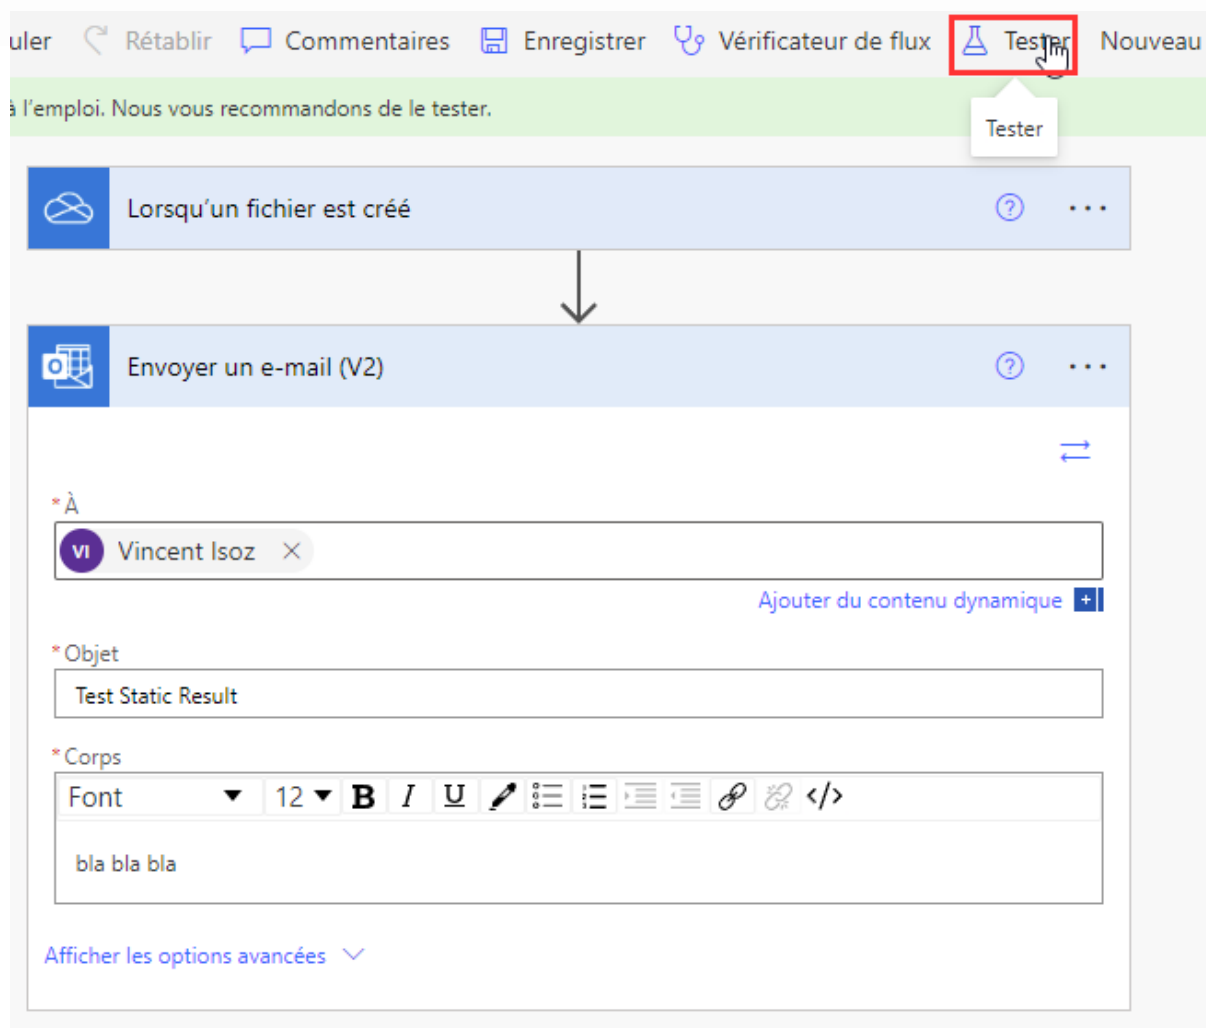 uler Rétablir Commentaires Enregistrer Vérificateur de flux Tester Nouveau
à l’emploi. Nous vous recommandons de le tester.
Tester
Lorsqu’un fichier est créé
Envoyer un e-mail (V2)
* À
VI Vincent Isoz
Ajouter du contenu dynamique
* Objet
Test Static Result
* Corps
Font 12 B I U </>
bla bla bla
Afficher les options avancées